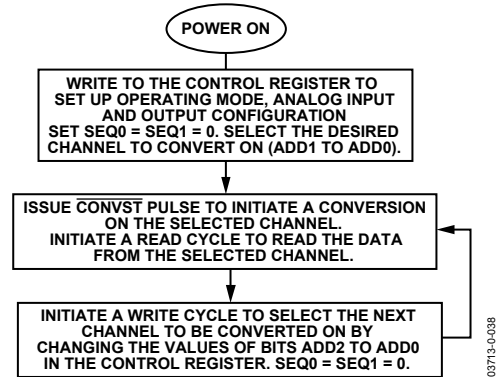 POWER ON
WRITE TO THE CONTROL REGISTER TO
SET UP OPERATING MODE, ANALOG INPUT
AND OUTPUT CONFIGURATION
SET SEQ0 = SEQ1 = 0. SELECT THE DESIRED
CHANNEL TO CONVERT ON (ADD1 TO ADD0).
ISSUE CONVST PULSE TO INITIATE A CONVERSION
ON THE SELECTED CHANNEL.
INITIATE A READ CYCLE TO READ THE DATA
FROM THE SELECTED CHANNEL.
INITIATE A WRITE CYCLE TO SELECT THE NEXT
CHANNEL TO BE CONVERTED ON BY
CHANGING THE VALUES OF BITS ADD2 TO ADD0
IN THE CONTROL REGISTER. SEQ0 = SEQ1 = 0.
03713-0-038